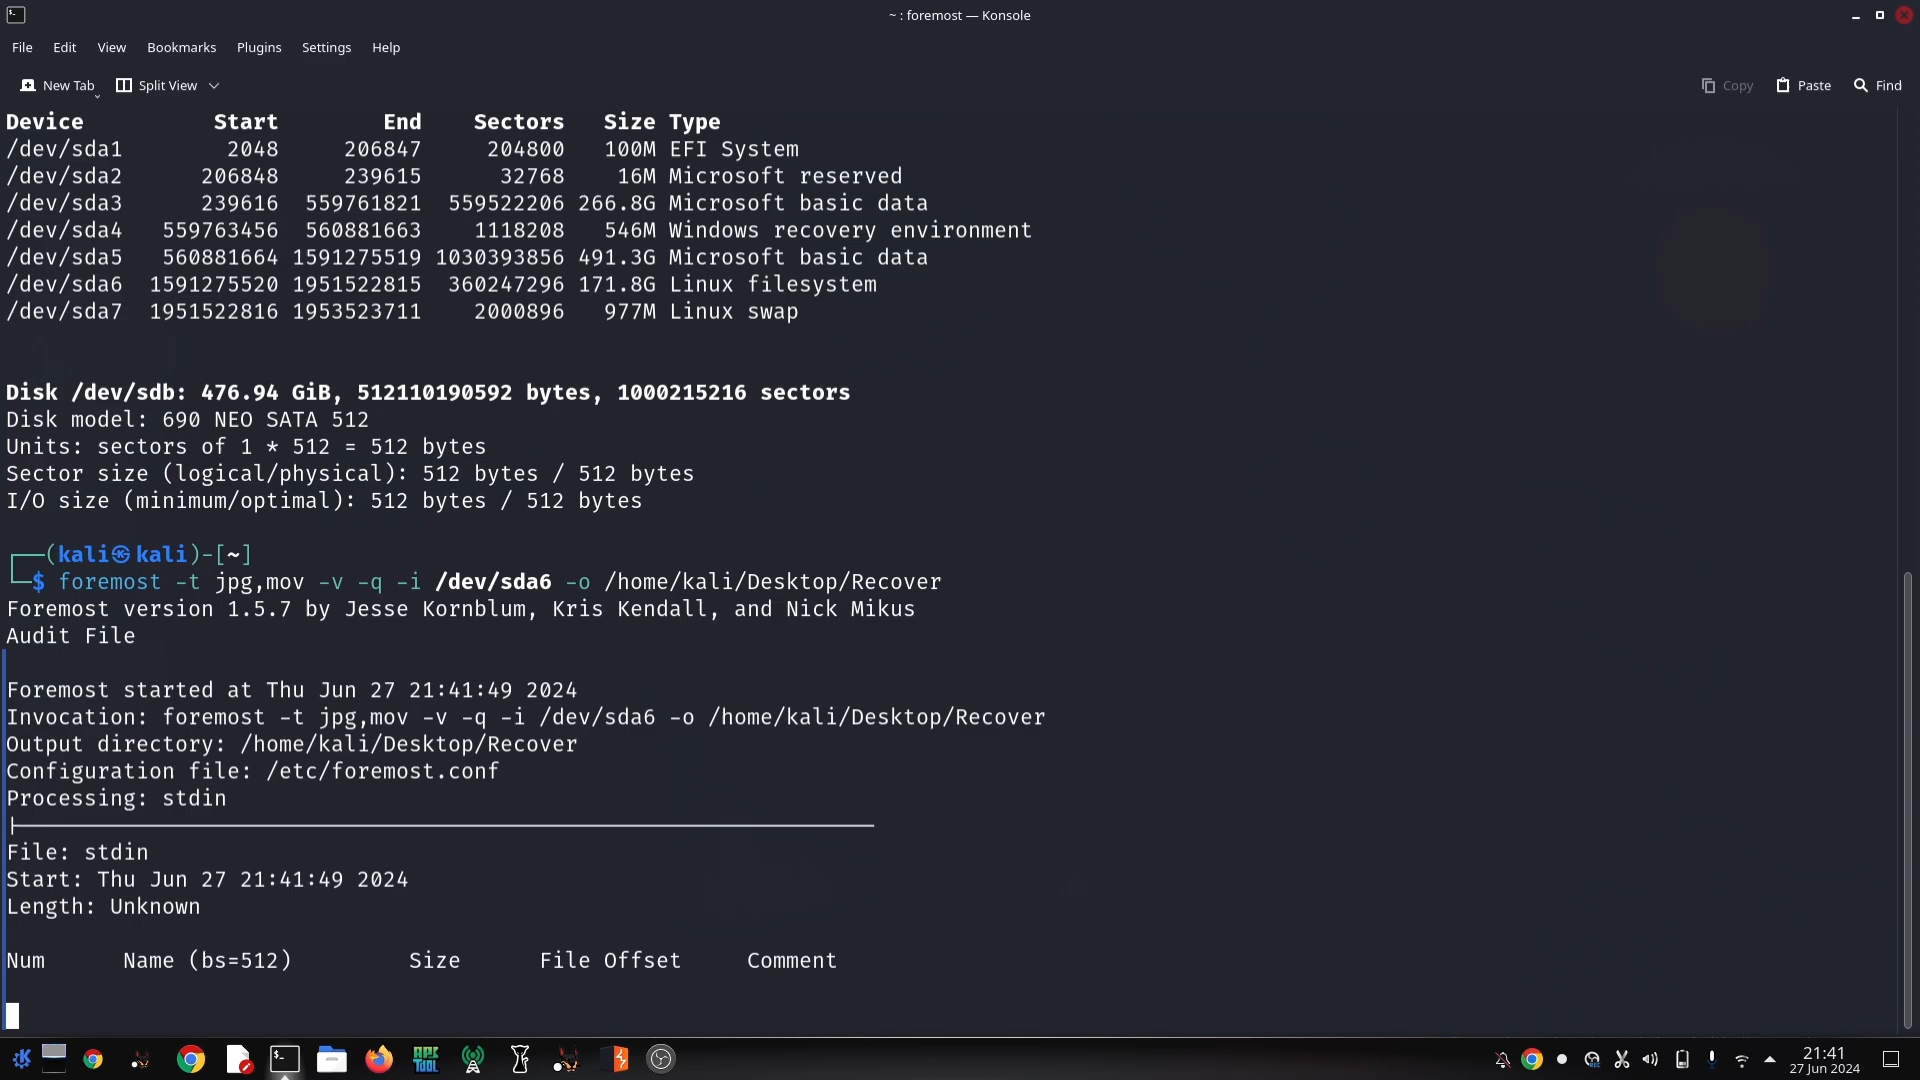 ~ : foremost — Konsole
File Edit View Bookmarks Plugins Settings Help
New Tab Split View Copy Paste Find
Device Start End Sectors Size Type
/dev/sda1 2048 206847 204800 100M EFI System
/dev/sda2 206848 239615 32768 16M Microsoft reserved
/dev/sda3 239616 559761821 559522206 266.8G Microsoft basic data
/dev/sda4 559763456 560881663 1118208 546M Windows recovery environment
/dev/sda5 560881664 1591275519 1030393856 491.3G Microsoft basic data
/dev/sda6 1591275520 1951522815 360247296 171.8G Linux filesystem
/dev/sda7 1951522816 1953523711 2000896 977M Linux swap
Disk /dev/sdb: 476.94 GiB, 512110190592 bytes, 1000215216 sectors
Disk model: 690 NEO SATA 512
Units: sectors of 1 * 512 = 512 bytes
Sector size (logical/physical): 512 bytes / 512 bytes
I/O size (minimum/optimal): 512 bytes / 512 bytes
┌──(kali㉿kali)-[~]
└─$ foremost -t jpg,mov -v -q -i /dev/sda6 -o /home/kali/Desktop/Recover
Foremost version 1.5.7 by Jesse Kornblum, Kris Kendall, and Nick Mikus
Audit File
Foremost started at Thu Jun 27 21:41:49 2024
Invocation: foremost -t jpg,mov -v -q -i /dev/sda6 -o /home/kali/Desktop/Recover
Output directory: /home/kali/Desktop/Recover
Configuration file: /etc/foremost.conf
Processing: stdin
File: stdin
Start: Thu Jun 27 21:41:49 2024
Length: Unknown
Num Name (bs=512) Size File Offset Comment
APK TOOL
21:41
27 Jun 2024